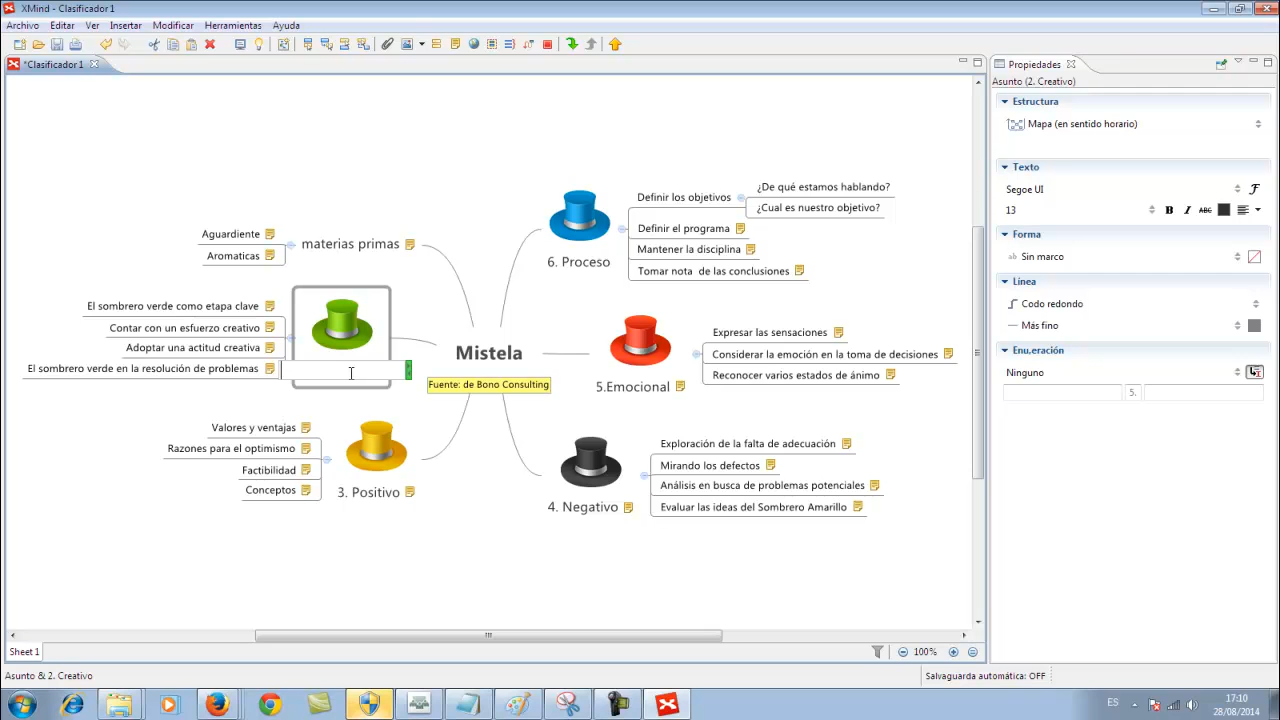 XMind - Clasificador 1
Archivo Editar Ver Insertar Modificar Herramientas Ayuda
*Clasificador 1
Propiedades
Asunto (2. Creativo)
Estructura
Mapa (en sentido horario)
Texto
Segoe UI
13
B I ABC
Forma
ab Sin marco
Línea
Codo redondo
Más fino
Enu,eración
Ninguno
5.
materias primas
Aguardiente
Aromaticas
El sombrero verde como etapa clave
Contar con un esfuerzo creativo
Adoptar una actitud creativa
El sombrero verde en la resolución de problemas
Valores y ventajas
Razones para el optimismo
Factibilidad
Conceptos
3. Positivo
Mistela
Fuente: de Bono Consulting
6. Proceso
Definir los objetivos
¿De qué estamos hablando?
¿Cual es nuestro objetivo?
Definir el programa
Mantener la disciplina
Tomar nota de las conclusiones
5.Emocional
Expresar las sensaciones
Considerar la emoción en la toma de decisiones
Reconocer varios estados de ánimo
4. Negativo
Exploración de la falta de adecuación
Mirando los defectos
Análisis en busca de problemas potenciales
Evaluar las ideas del Sombrero Amarillo
Sheet 1
100%
Asunto & 2. Creativo
Salvaguarda automática: OFF
ES
17:10
28/08/2014